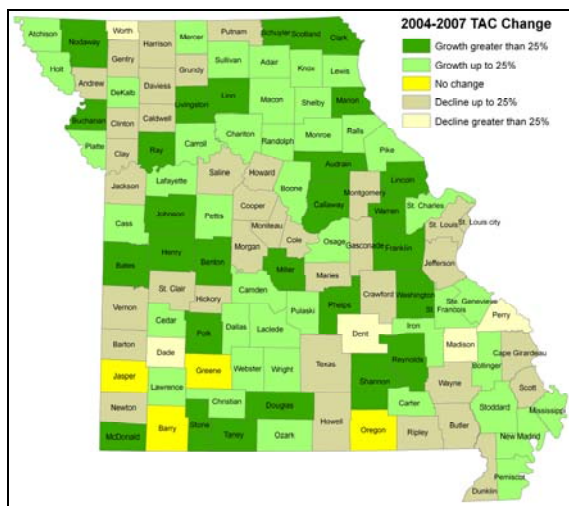 2004-2007 TAC Change
Growth greater than 25%
Growth up to 25%
No change
Decline up to 25%
Decline greater than 25%
Atchison
Nodaway
Worth
Harrison
Mercer
Putnam
Schuyler
Scotland
Clark
Holt
Gentry
Grundy
Sullivan
Adair
Knox
Lewis
Andrew
DeKalb
Daviess
Livingston
Linn
Macon
Shelby
Marion
Buchanan
Clinton
Caldwell
Platte
Clay
Ray
Carroll
Chariton
Randolph
Monroe
Ralls
Pike
Jackson
Lafayette
Saline
Howard
Boone
Audrain
Callaway
Montgomery
Lincoln
Warren
St. Charles
St. Louis
St. Louis city
Cass
Johnson
Pettis
Cooper
Moniteau
Cole
Osage
Gasconade
Franklin
Jefferson
Bates
Henry
Benton
Morgan
Miller
Maries
Camden
Phelps
Crawford
Washington
St. Francois
Ste. Genevieve
Perry
Vernon
St. Clair
Hickory
Cedar
Polk
Dallas
Laclede
Pulaski
Dent
Iron
Madison
Bollinger
Cape Girardeau
Barton
Dade
Jasper
Greene
Webster
Wright
Texas
Shannon
Reynolds
Wayne
Scott
Lawrence
Christian
Douglas
Carter
Stoddard
Mississippi
Newton
McDonald
Barry
Stone
Taney
Ozark
Howell
Oregon
Ripley
Butler
New Madrid
Pemiscot
Dunklin